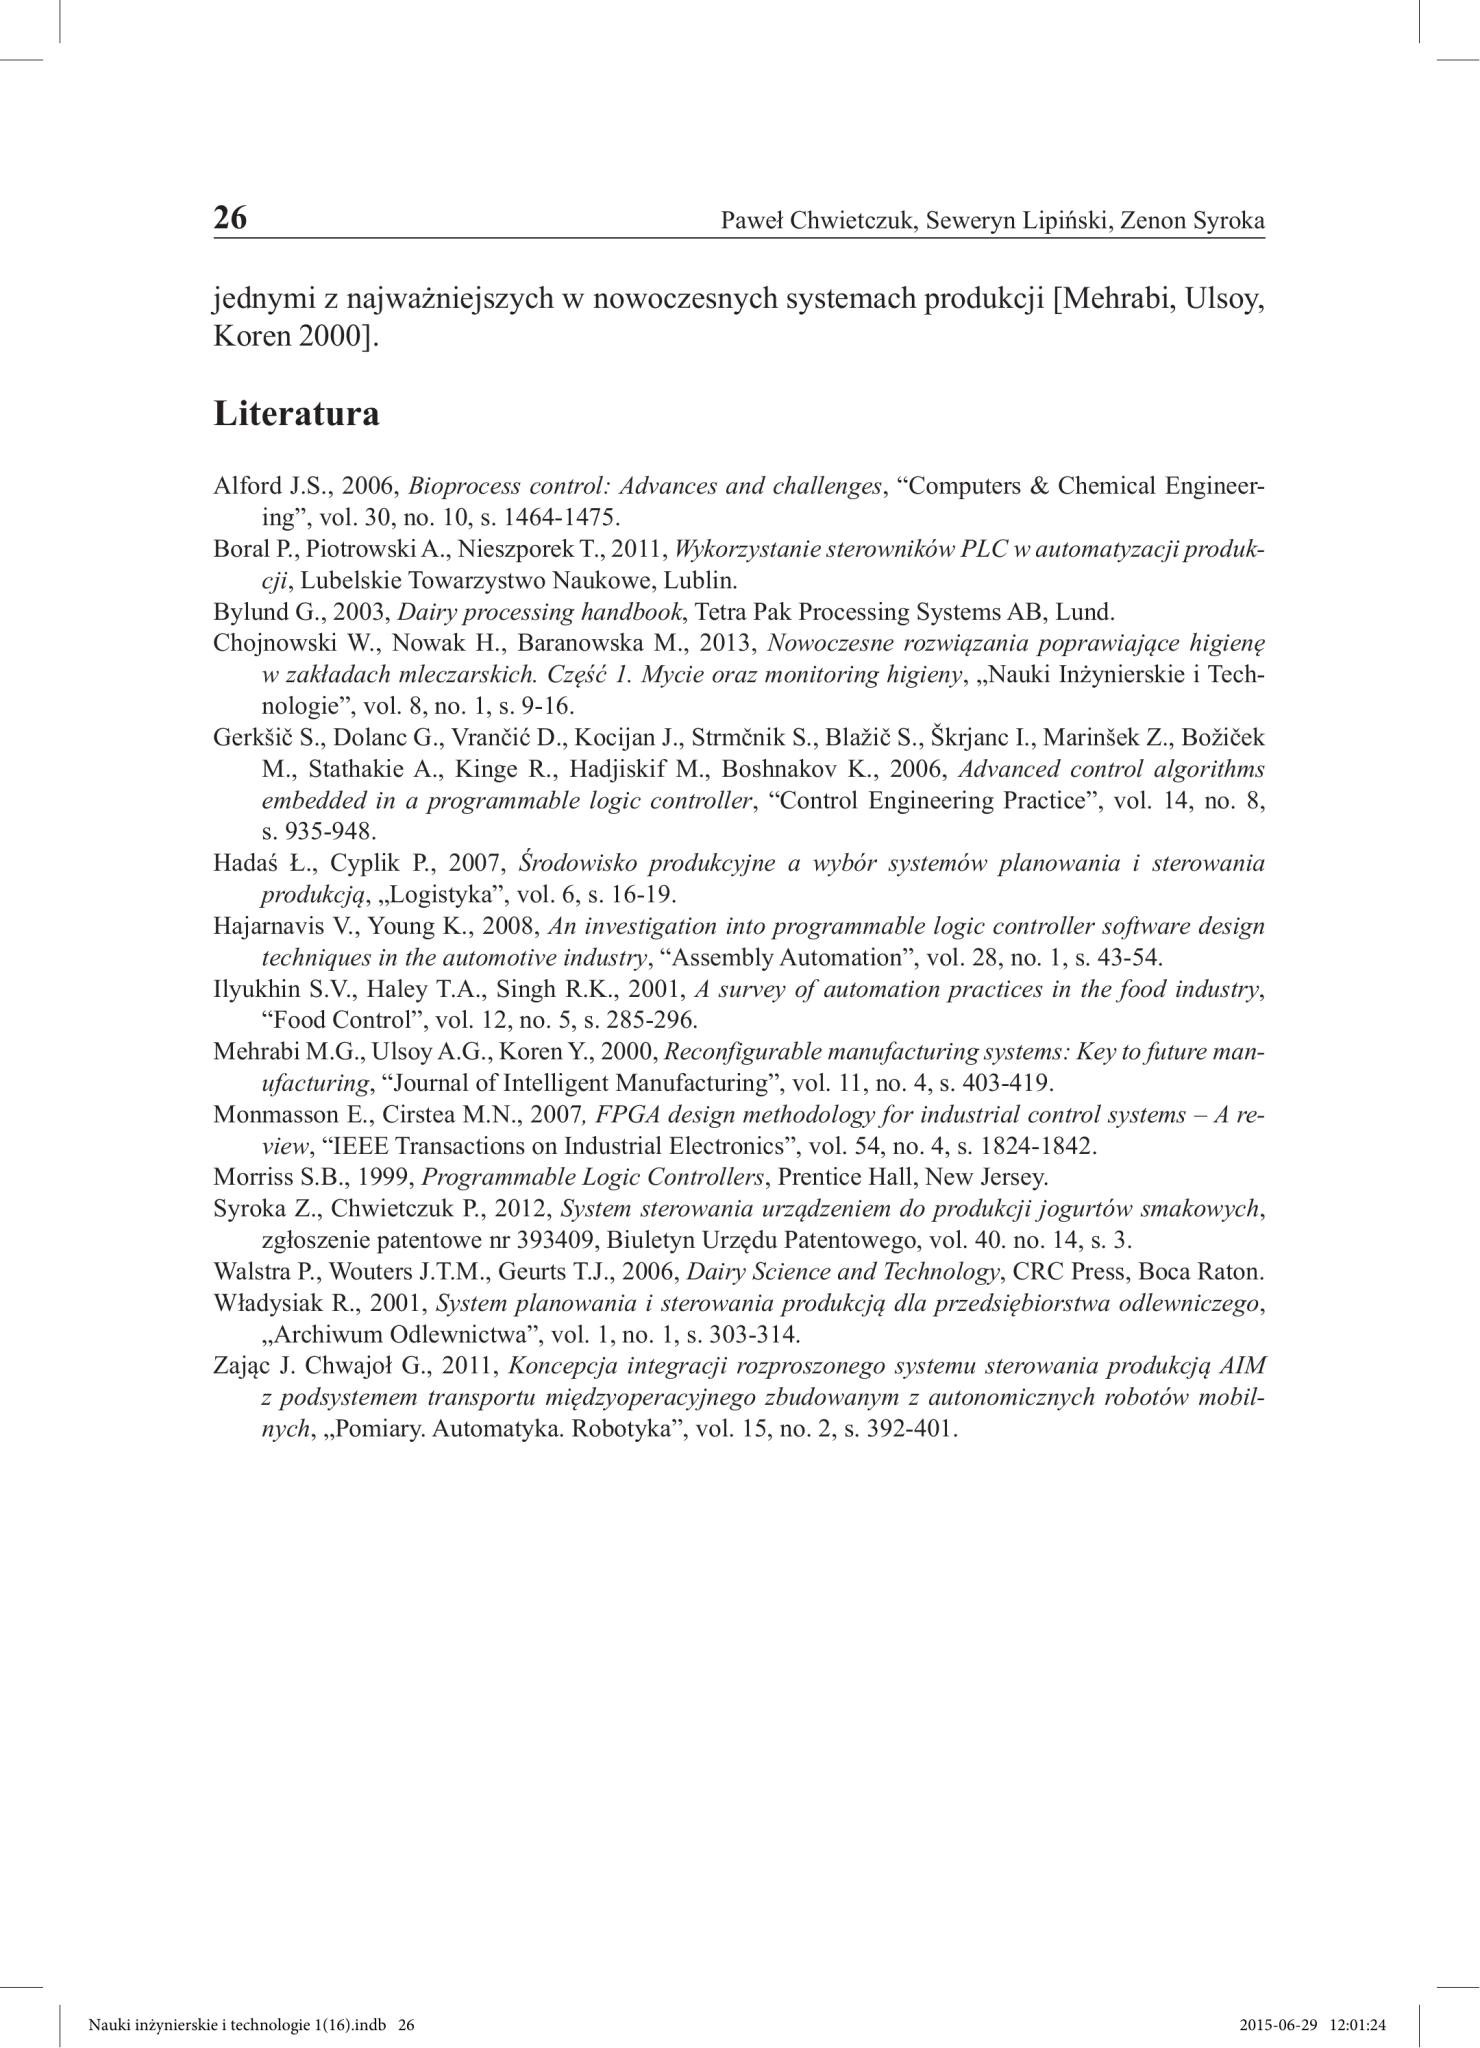 26 Paweł Chwietczuk, Seweryn Lipiński, Zenon Syroka
jednymi z najważniejszych w nowoczesnych systemach produkcji [Mehrabi, Ulsoy,
Koren 2000].
Literatura
Alford J.S., 2006, Bioprocess control: Advances and challenges, “Computers & Chemical Engineer-
ing”, vol. 30, no. 10, s. 1464-1475.
Boral P., Piotrowski A., Nieszporek T., 2011, Wykorzystanie sterowników PLC w automatyzacji produk-
cji, Lubelskie Towarzystwo Naukowe, Lublin.
Bylund G., 2003, Dairy processing handbook, Tetra Pak Processing Systems AB, Lund.
Chojnowski W., Nowak H., Baranowska M., 2013, Nowoczesne rozwiązania poprawiające higienę
w zakładach mleczarskich. Część 1. Mycie oraz monitoring higieny, „Nauki Inżynierskie i Tech-
nologie”, vol. 8, no. 1, s. 9-16.
Gerkšič S., Dolanc G., Vrančić D., Kocijan J., Strmčnik S., Blažič S., Škrjanc I., Marinšek Z., Božiček
M., Stathakie A., Kinge R., Hadjiskif M., Boshnakov K., 2006, Advanced control algorithms
embedded in a programmable logic controller, “Control Engineering Practice”, vol. 14, no. 8,
s. 935-948.
Hadaś Ł., Cyplik P., 2007, Środowisko produkcyjne a wybór systemów planowania i sterowania
produkcją, „Logistyka”, vol. 6, s. 16-19.
Hajarnavis V., Young K., 2008, An investigation into programmable logic controller software design
techniques in the automotive industry, “Assembly Automation”, vol. 28, no. 1, s. 43-54.
Ilyukhin S.V., Haley T.A., Singh R.K., 2001, A survey of automation practices in the food industry,
“Food Control”, vol. 12, no. 5, s. 285-296.
Mehrabi M.G., Ulsoy A.G., Koren Y., 2000, Reconfigurable manufacturing systems: Key to future man-
ufacturing, “Journal of Intelligent Manufacturing”, vol. 11, no. 4, s. 403-419.
Monmasson E., Cirstea M.N., 2007, FPGA design methodology for industrial control systems – A re-
view, “IEEE Transactions on Industrial Electronics”, vol. 54, no. 4, s. 1824-1842.
Morriss S.B., 1999, Programmable Logic Controllers, Prentice Hall, New Jersey.
Syroka Z., Chwietczuk P., 2012, System sterowania urządzeniem do produkcji jogurtów smakowych,
zgłoszenie patentowe nr 393409, Biuletyn Urzędu Patentowego, vol. 40. no. 14, s. 3.
Walstra P., Wouters J.T.M., Geurts T.J., 2006, Dairy Science and Technology, CRC Press, Boca Raton.
Władysiak R., 2001, System planowania i sterowania produkcją dla przedsiębiorstwa odlewniczego,
„Archiwum Odlewnictwa”, vol. 1, no. 1, s. 303-314.
Zając J. Chwajoł G., 2011, Koncepcja integracji rozproszonego systemu sterowania produkcją AIM
z podsystemem transportu międzyoperacyjnego zbudowanym z autonomicznych robotów mobil-
nych, „Pomiary. Automatyka. Robotyka”, vol. 15, no. 2, s. 392-401.
Nauki inżynierskie i technologie 1(16).indb 26 2015-06-29 12:01:24